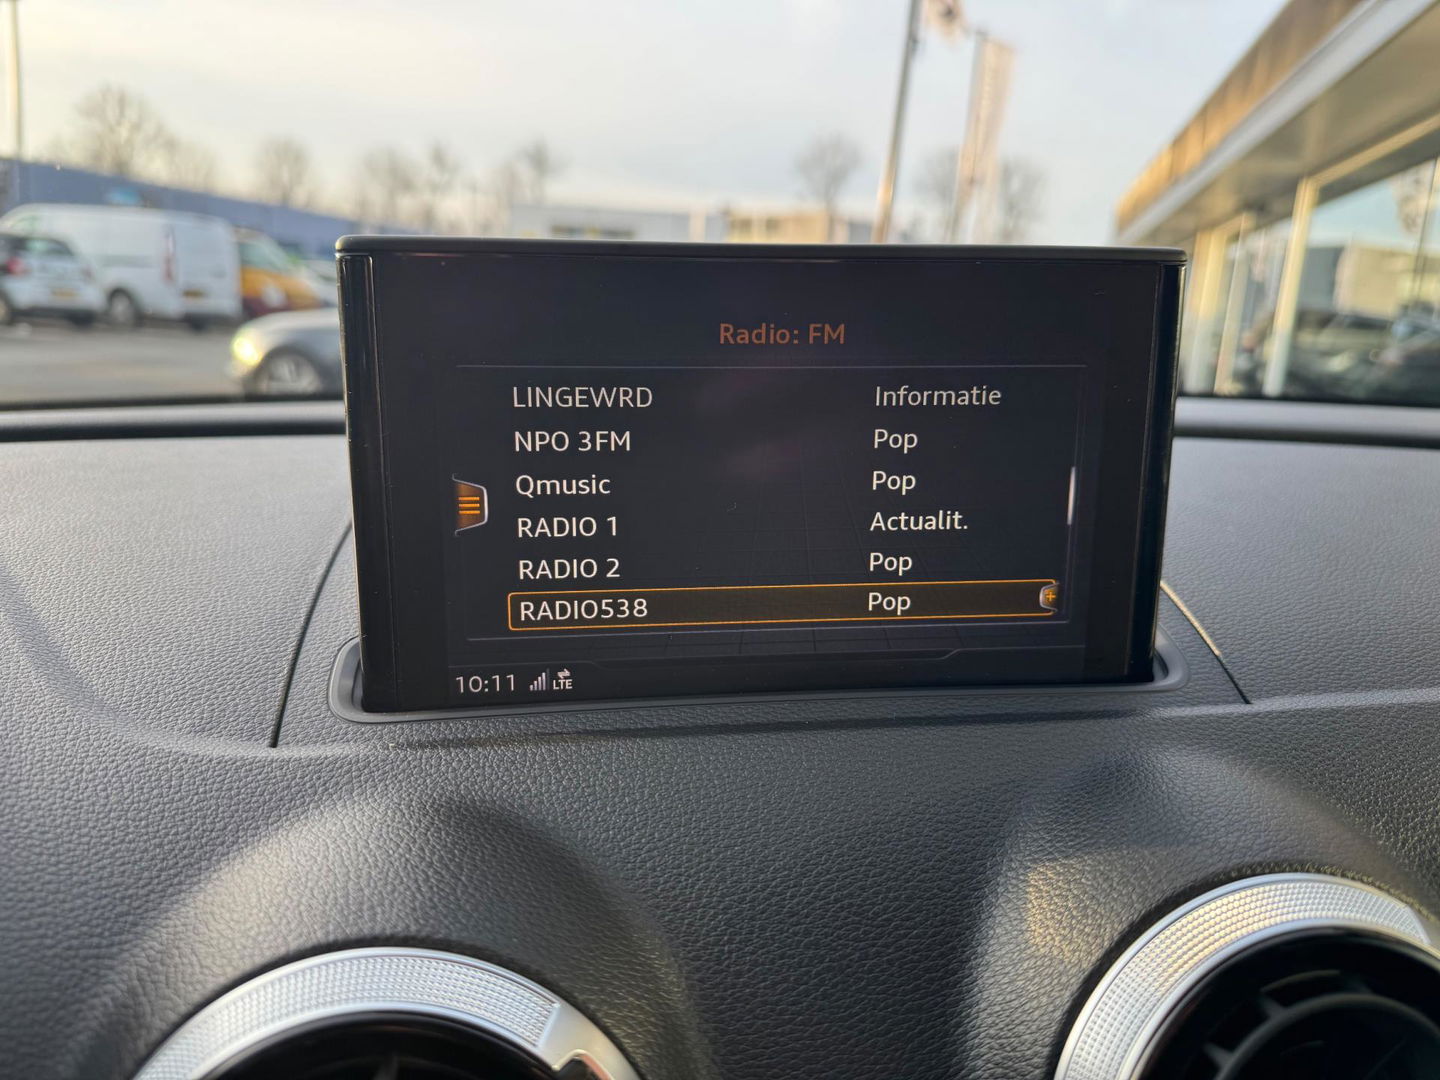 Radio: FM
LINGEWRD Informatie
NPO 3FM Pop
Qmusic Pop
RADIO 1 Actualit.
RADIO 2 Pop
RADIO538 Pop
10:11 LTE